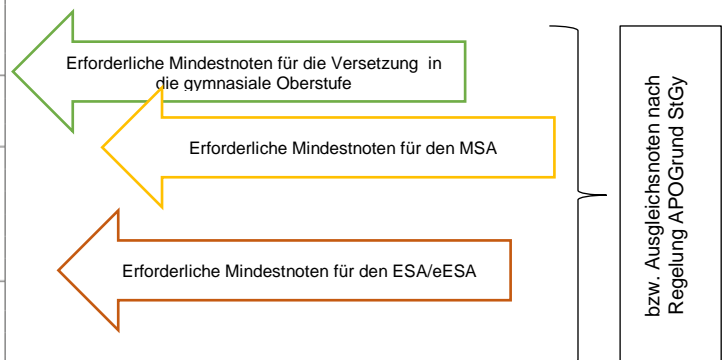 Erforderliche Mindestnoten für die Versetzung in
die gymnasiale Oberstufe
Erforderliche Mindestnoten für den MSA
Erforderliche Mindestnoten für den ESA/eESA
bzw. Ausgleichsnoten nach
Regelung APOGrund StGy